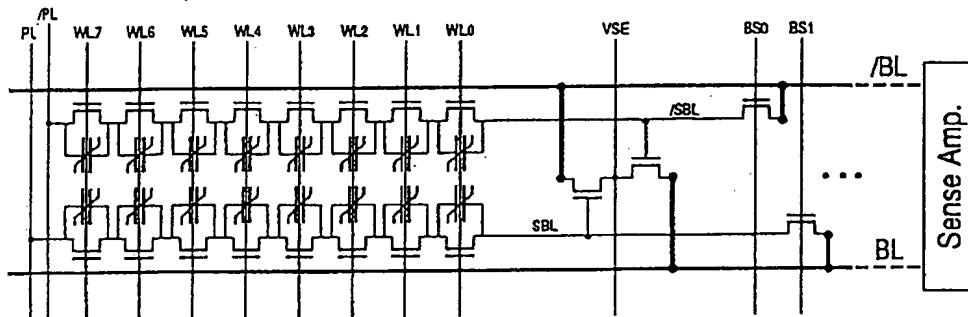 /PL
PL WL7 WL6 WL5 WL4 WL3 WL2 WL1 WL0 VSE BS0 BS1
/BL
/SBL
SBL
BL
Sense Amp.